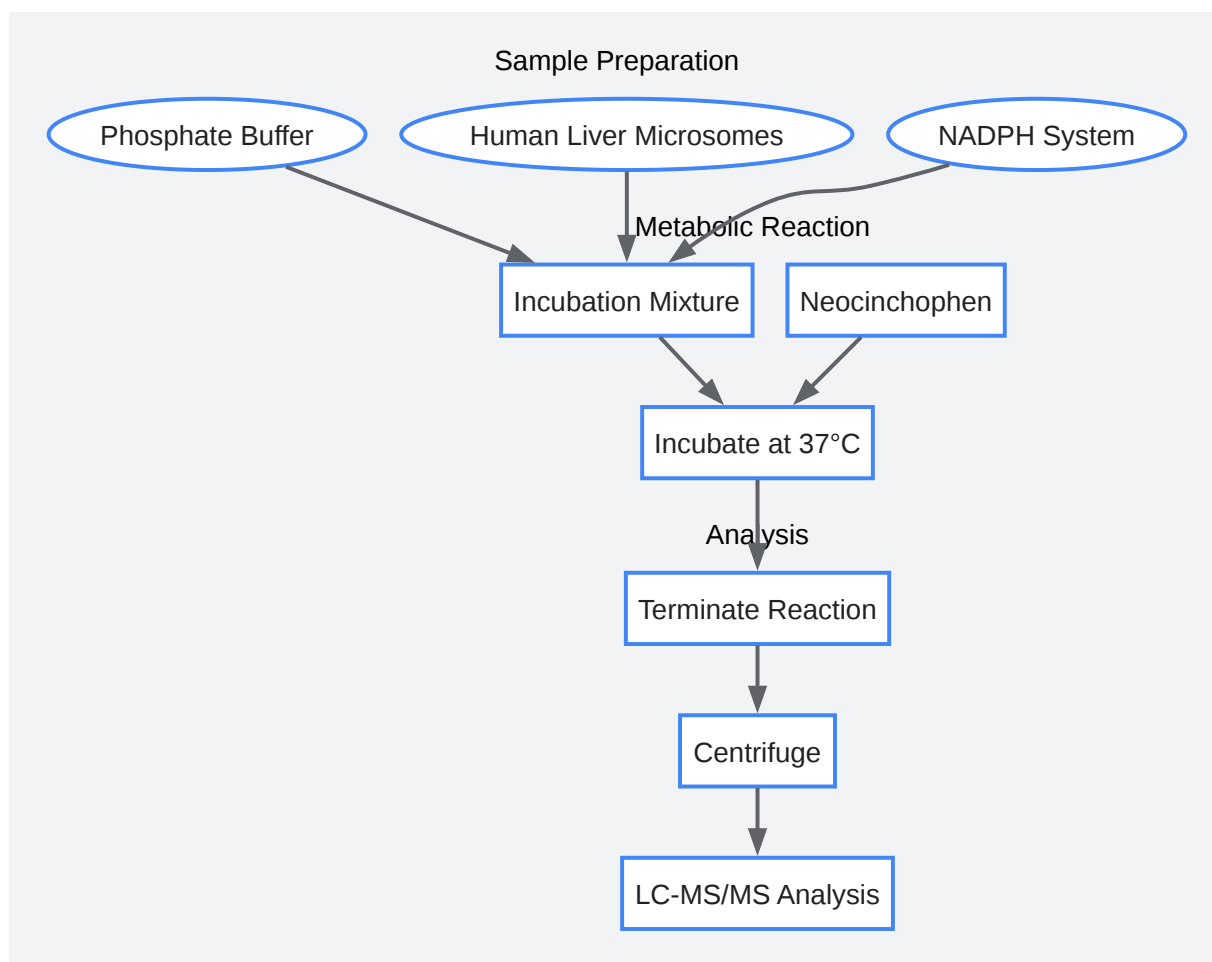 Sample Preparation
Phosphate Buffer
Human Liver Microsomes
NADPH System
Metabolic Reaction
Incubation Mixture
Neocinchophen
Incubate at 37°C
Analysis
Terminate Reaction
Centrifuge
LC-MS/MS Analysis